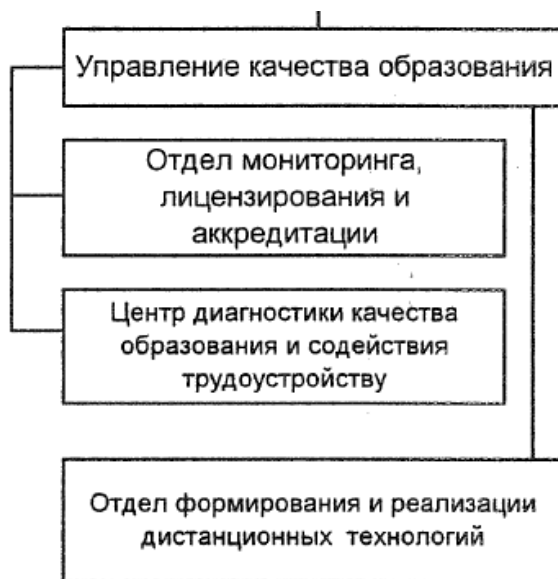 Управление качества образования
Отдел мониторинга,
лицензирования и
аккредитации
Центр диагностики качества
образования и содействия
трудоустройству
Отдел формирования и реализации
дистанционных технологий